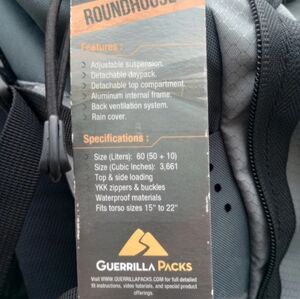 ROUNDHOUSE
Features :
Adjustable suspension.
Detachable daypack.
Detachable top compartment.
Aluminum internal frame.
Back ventilation system.
Rain cover.
Specifications :
Size (Liters): 60 (50 + 10)
Size (Cubic Inches): 3,661
Top & side loading
YKK zippers & buckles
Waterproof materials
Fits torso sizes 15" to 22"
GUERRILLA PACKS
Visit WWW.GUERRILLAPACKS.COM for full detailed
fit instructions, video tutorials, and special product
offerings.